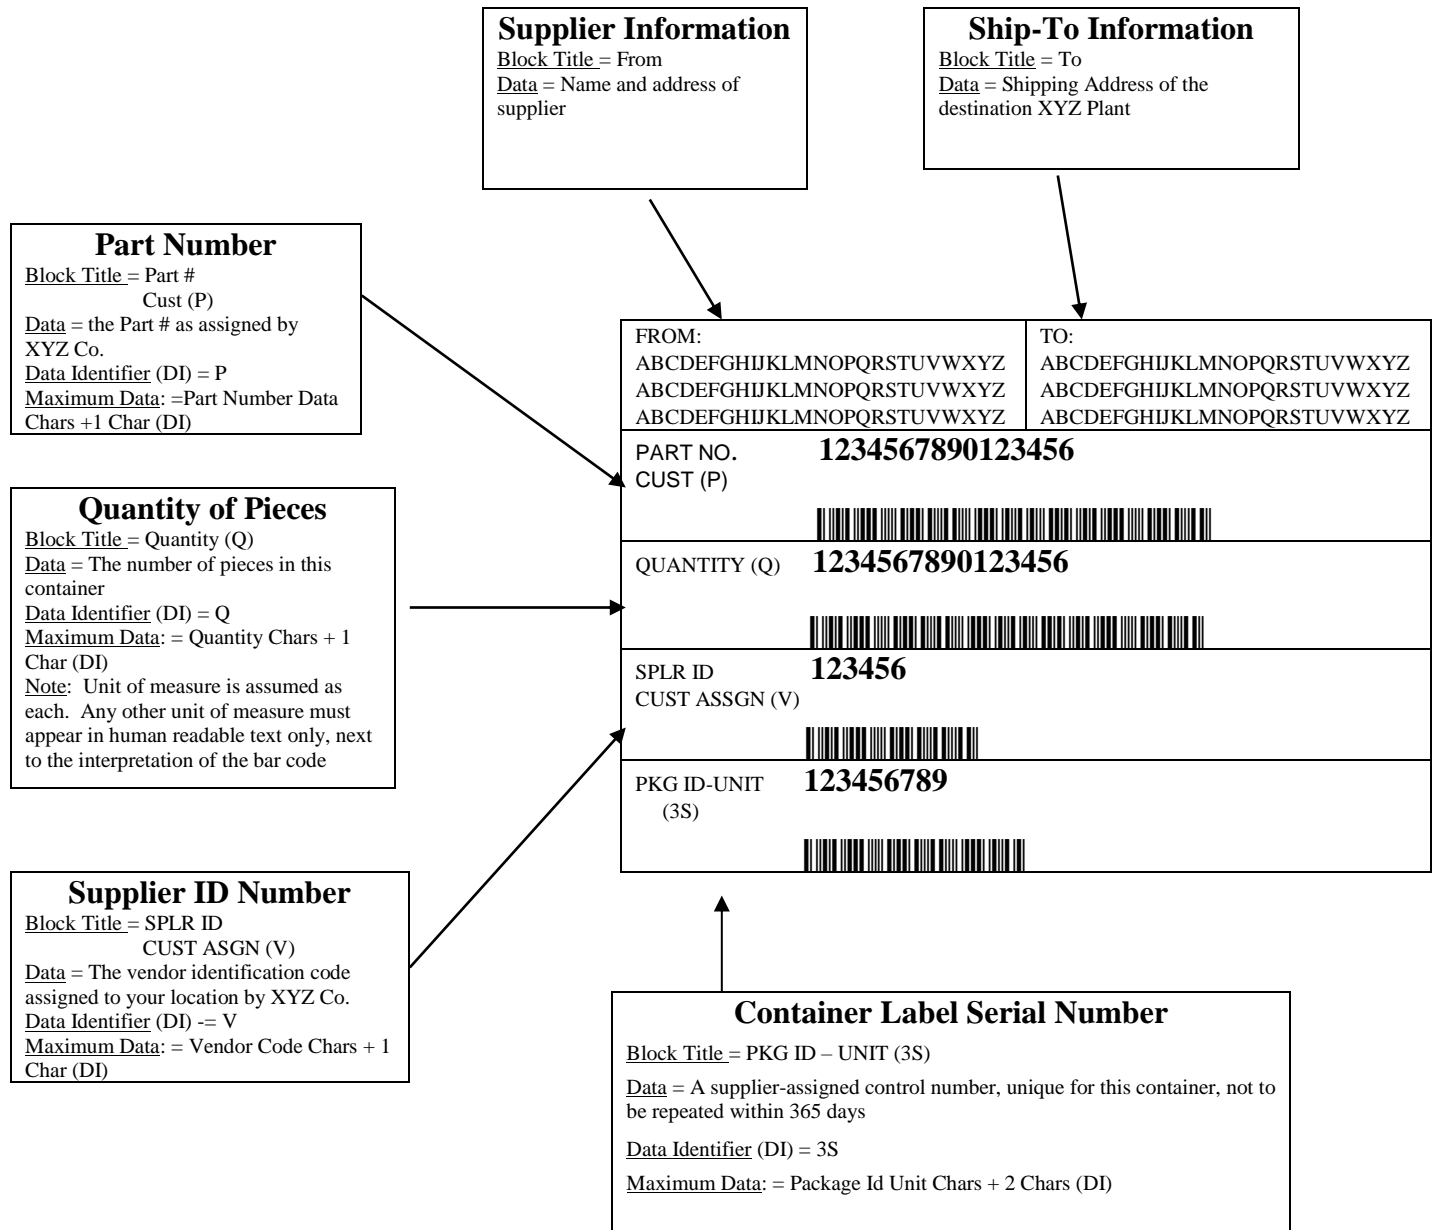 Supplier Information
Block Title = From
Data = Name and address of
supplier
Ship-To Information
Block Title = To
Data = Shipping Address of the
destination XYZ Plant
Part Number
Block Title = Part #
Cust (P)
Data = the Part # as assigned by
XYZ Co.
Data Identifier (DI) = P
Maximum Data: =Part Number Data
Chars +1 Char (DI)
Quantity of Pieces
Block Title = Quantity (Q)
Data = The number of pieces in this
container
Data Identifier (DI) = Q
Maximum Data: = Quantity Chars + 1
Char (DI)
Note:  Unit of measure is assumed as
each.  Any other unit of measure must
appear in human readable text only, next
to the interpretation of the bar code
Supplier ID Number
Block Title = SPLR ID
CUST ASGN (V)
Data = The vendor identification code
assigned to your location by XYZ Co.
Data Identifier (DI) -= V
Maximum Data: = Vendor Code Chars + 1
Char (DI)
FROM:
ABCDEFGHIJKLMNOPQRSTUVWXYZ
ABCDEFGHIJKLMNOPQRSTUVWXYZ
ABCDEFGHIJKLMNOPQRSTUVWXYZ
TO:
ABCDEFGHIJKLMNOPQRSTUVWXYZ
ABCDEFGHIJKLMNOPQRSTUVWXYZ
ABCDEFGHIJKLMNOPQRSTUVWXYZ
PART NO. 1234567890123456
CUST (P)
QUANTITY (Q) 1234567890123456
SPLR ID 123456
CUST ASSGN (V)
PKG ID-UNIT 123456789
(3S)
Container Label Serial Number
Block Title = PKG ID – UNIT (3S)
Data = A supplier-assigned control number, unique for this container, not to
be repeated within 365 days
Data Identifier (DI) = 3S
Maximum Data: = Package Id Unit Chars + 2 Chars (DI)